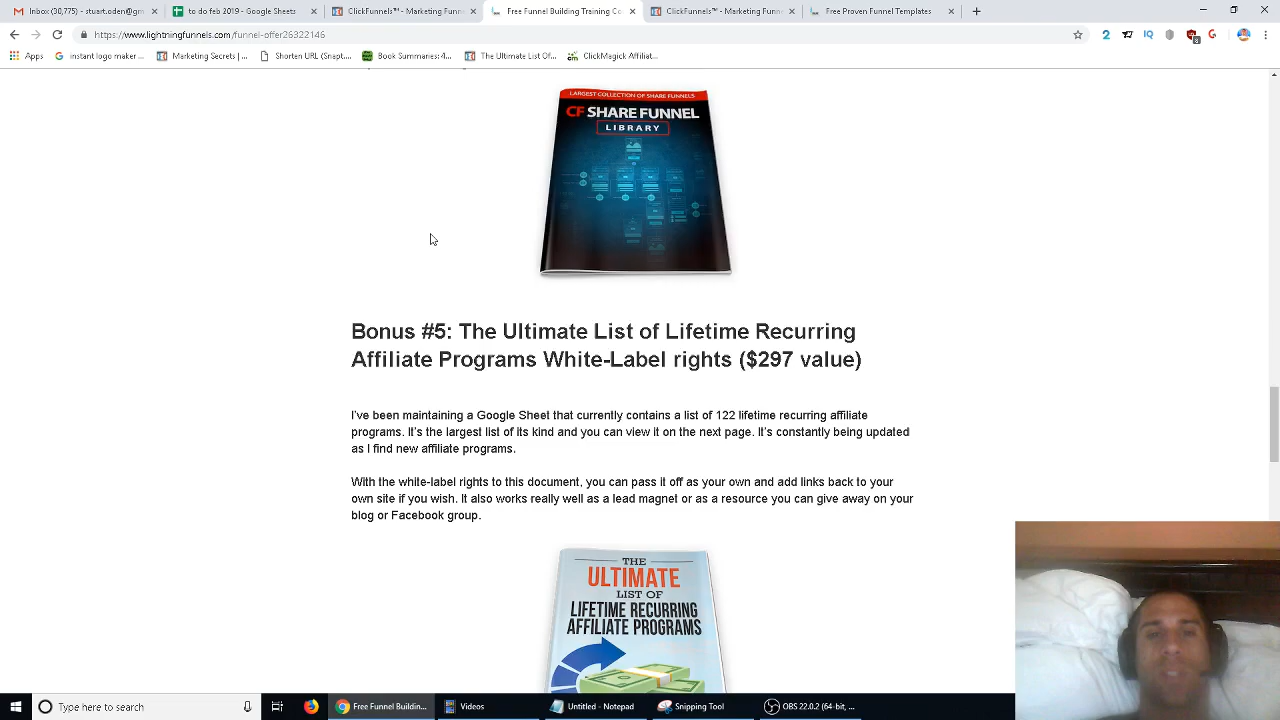 Inbox (30,775) - stuart.oden@gm
to do feb 2019 - Google Sheets
ClickFunnels™ - Marketing Funn
Free Funnel Building Training Co
ClickFunnels™ - Marketing Funn
Free Proven Funnel Templates
https://www.lightningfunnels.com/funnel-offer26322146
Apps
instant logo maker ...
Marketing Secrets | ...
Shorten URL (Snapt....
Book Summaries: 4...
The Ultimate List Of...
ClickMagick Affiliat...
LARGEST COLLECTION OF SHARE FUNNELS
CF SHARE FUNNEL
LIBRARY
Bonus #5: The Ultimate List of Lifetime Recurring
Affiliate Programs White-Label rights ($297 value)
I've been maintaining a Google Sheet that currently contains a list of 122 lifetime recurring affiliate
programs. It's the largest list of its kind and you can view it on the next page. It's constantly being updated
as I find new affiliate programs.
With the white-label rights to this document, you can pass it off as your own and add links back to your
own site if you wish. It also works really well as a lead magnet or as a resource you can give away on your
blog or Facebook group.
THE
ULTIMATE
LIST OF
LIFETIME RECURRING
AFFILIATE PROGRAMS
Type here to search
Free Funnel Buildin...
Videos
Untitled - Notepad
Snipping Tool
OBS 22.0.2 (64-bit, ...